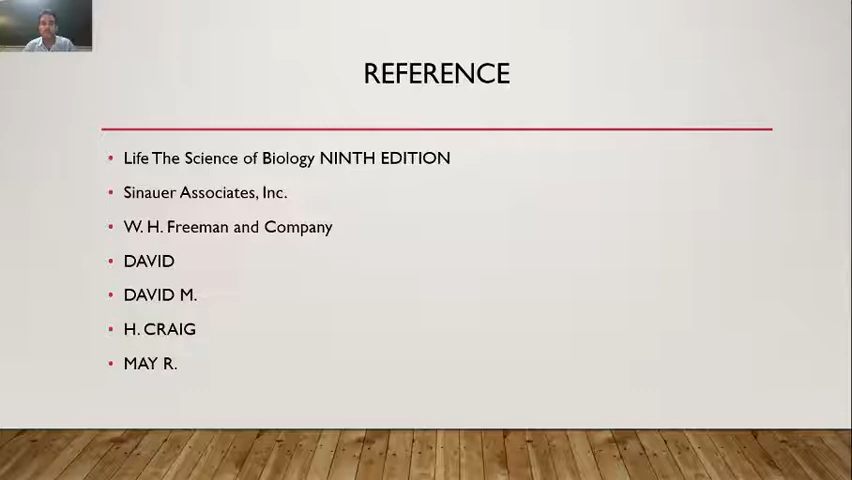 REFERENCE
Life The Science of Biology NINTH EDITION
Sinauer Associates, Inc.
W. H. Freeman and Company
DAVID
DAVID M.
H. CRAIG
MAY R.